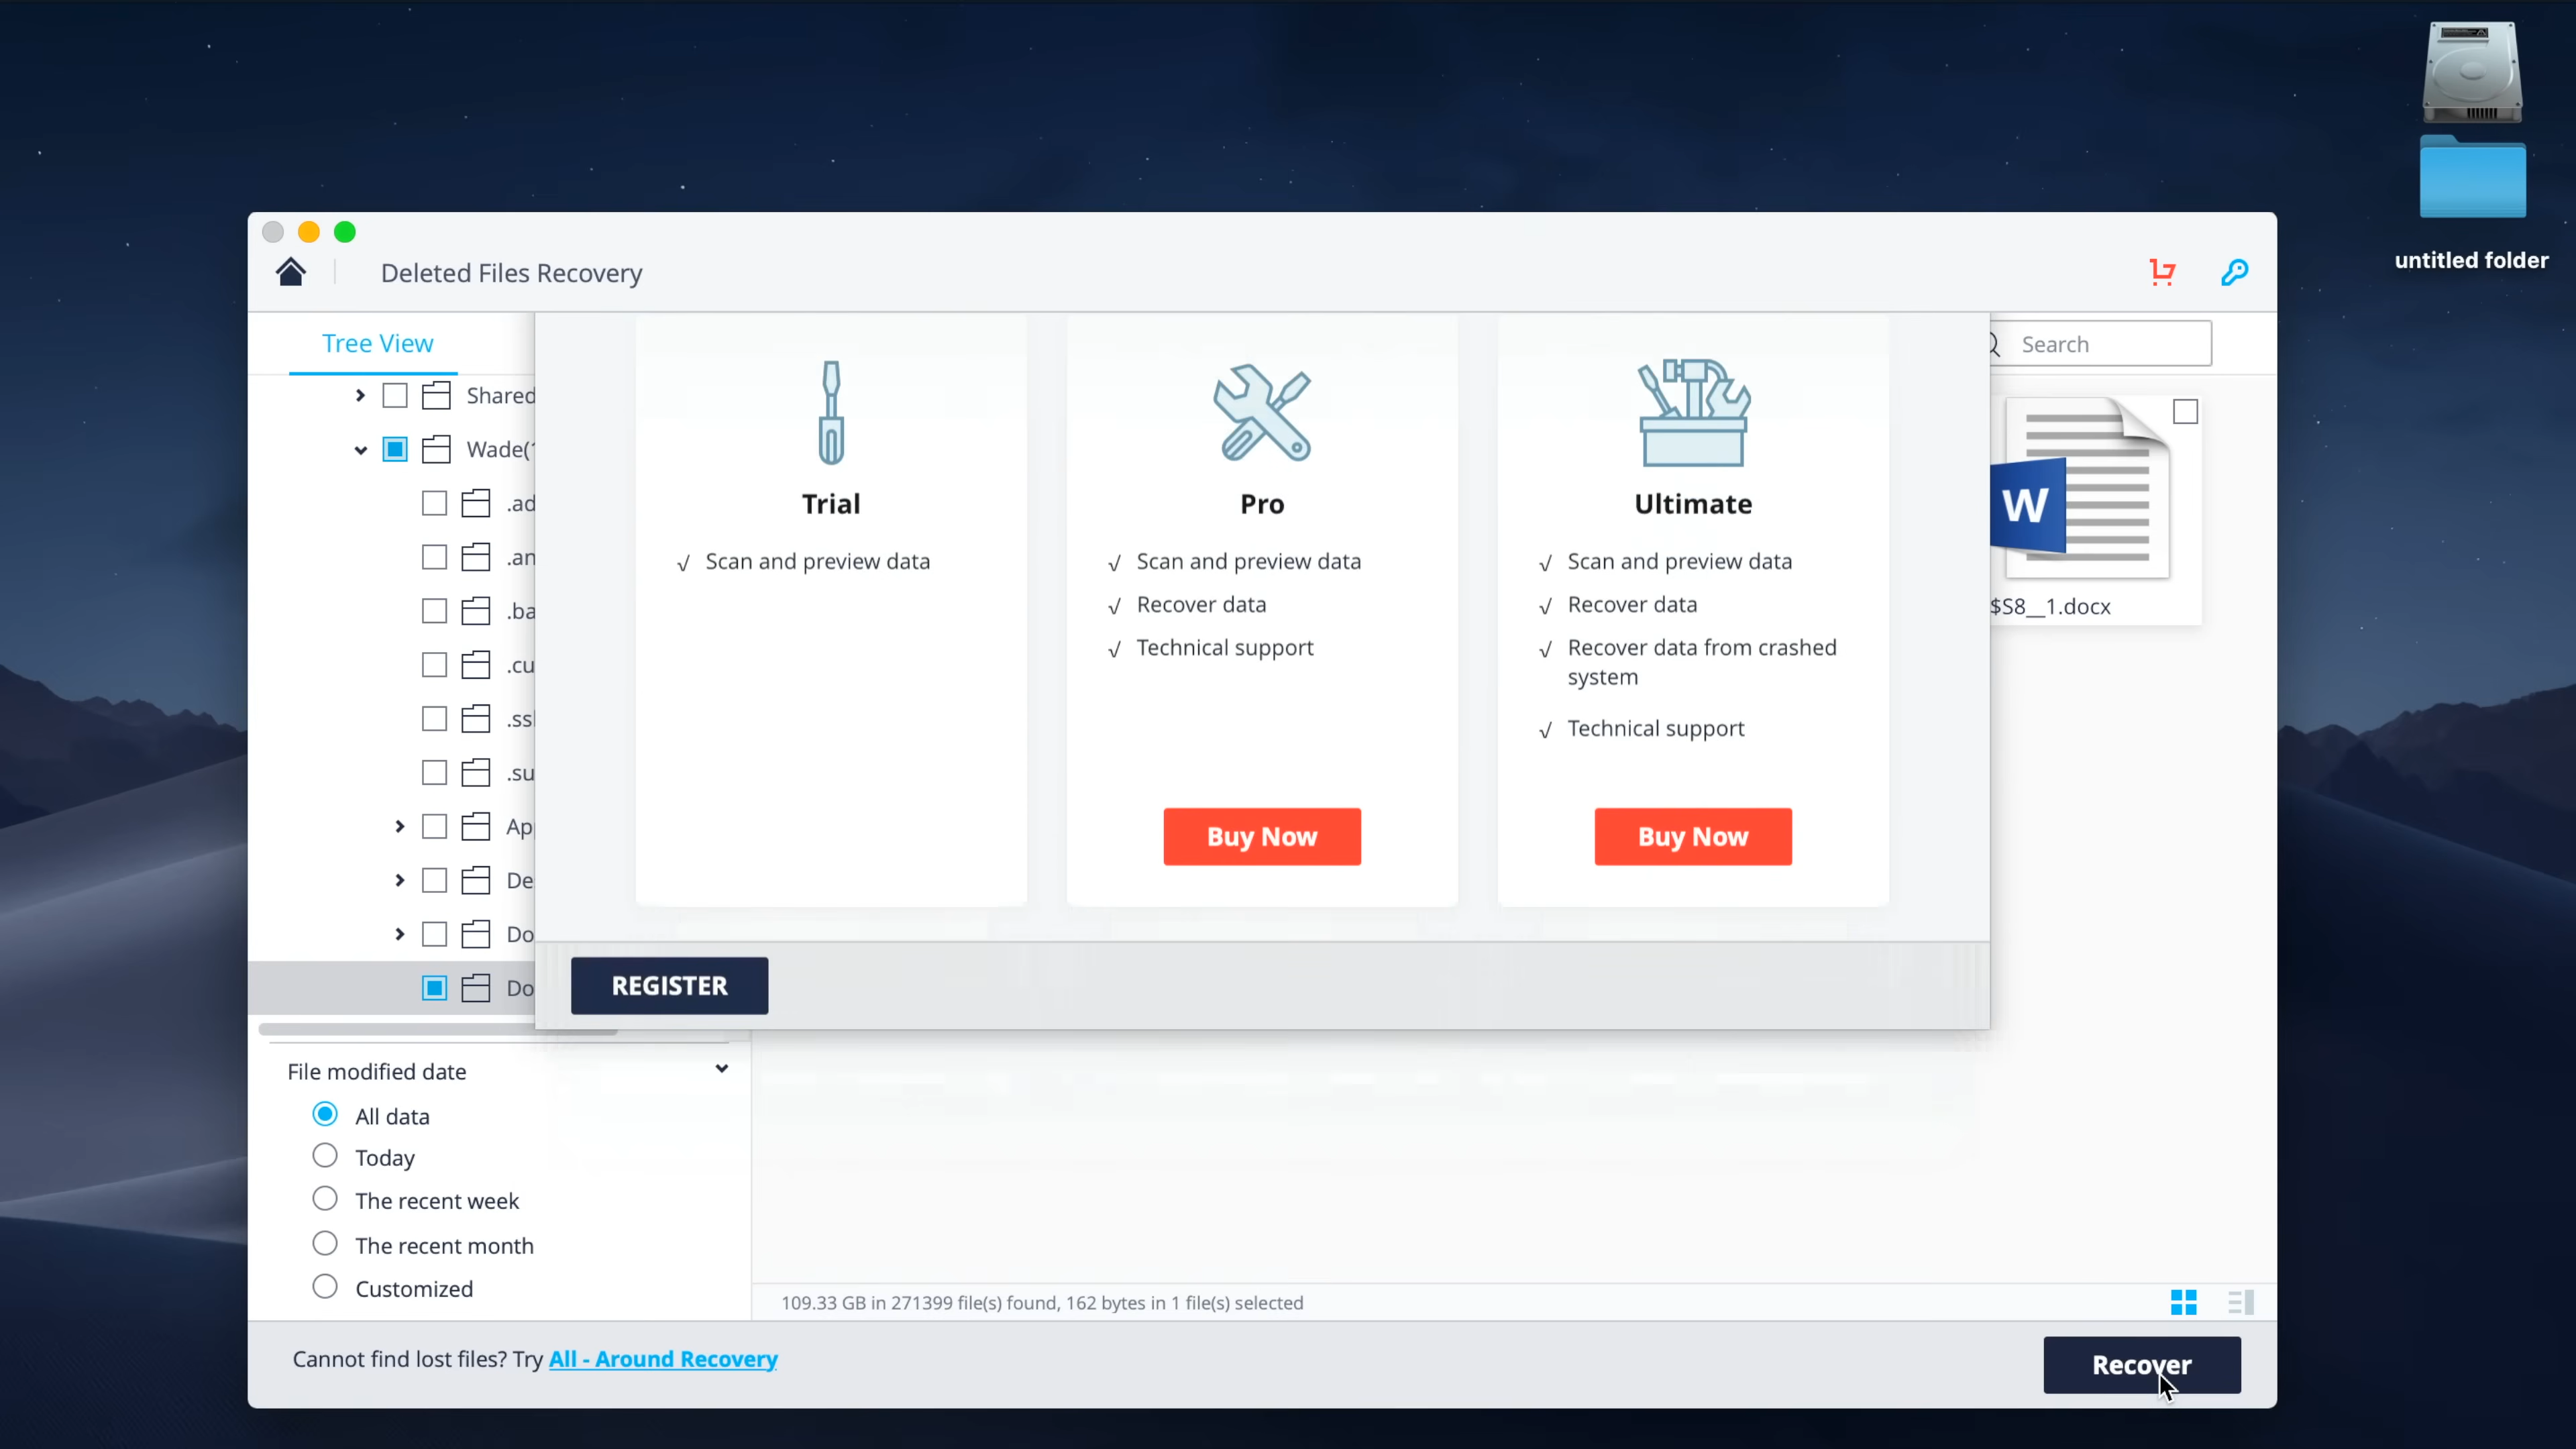 untitled folder
Deleted Files Recovery
Tree View
Search
Shared
Wade(
.ad
.an
.ba
.cu
.ss
.su
Ap
De
Do
Do
Trial
√ Scan and preview data
Pro
√ Scan and preview data
√ Recover data
√ Technical support
Buy Now
Ultimate
√ Scan and preview data
√ Recover data
√ Recover data from crashed
system
√ Technical support
Buy Now
REGISTER
W
$S8__1.docx
File modified date
All data
Today
The recent week
The recent month
Customized
109.33 GB in 271399 file(s) found, 162 bytes in 1 file(s) selected
Cannot find lost files? Try All - Around Recovery
Recover